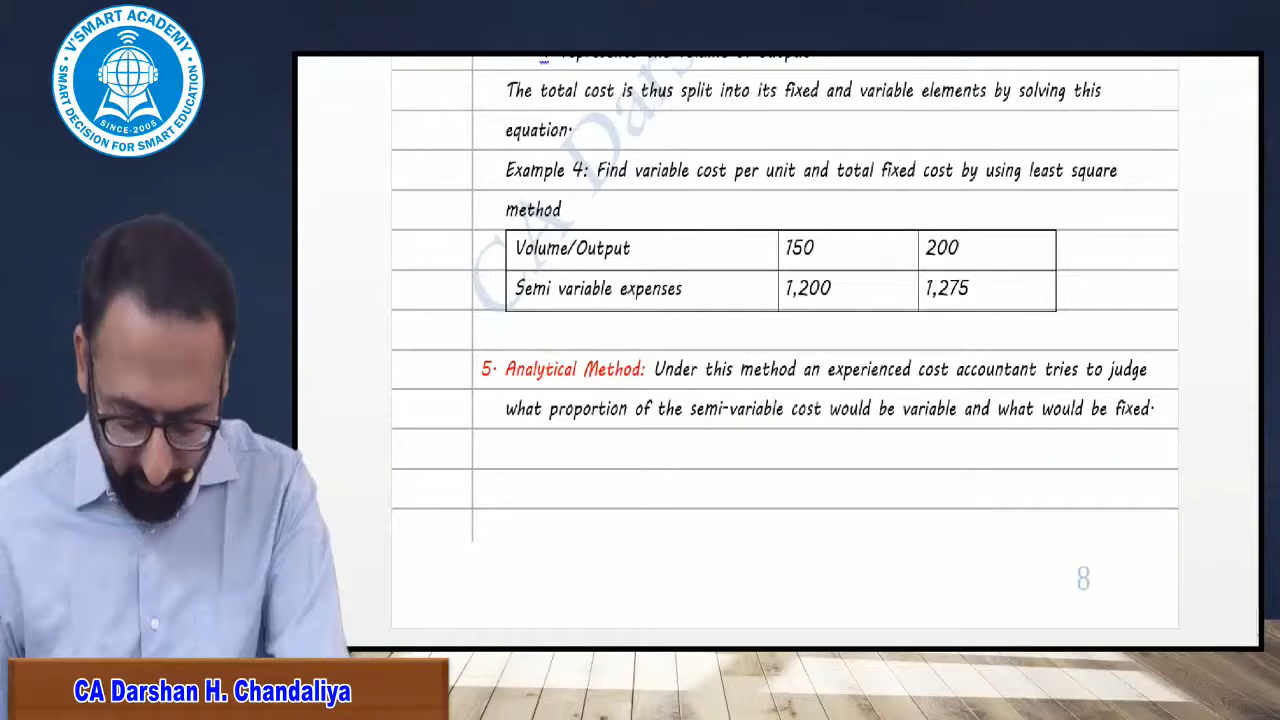 V'SMART ACADEMY
SINCE-2005
SMART DECISION FOR SMART EDUCATION
The total cost is thus split into its fixed and variable elements by solving this
equation.
Example 4: Find variable cost per unit and total fixed cost by using least square
method
Volume/Output 150 200
Semi variable expenses 1,200 1,275
5. Analytical Method: Under this method an experienced cost accountant tries to judge
what proportion of the semi-variable cost would be variable and what would be fixed.
8
CA Dars
CA Darshan H. Chandaliya